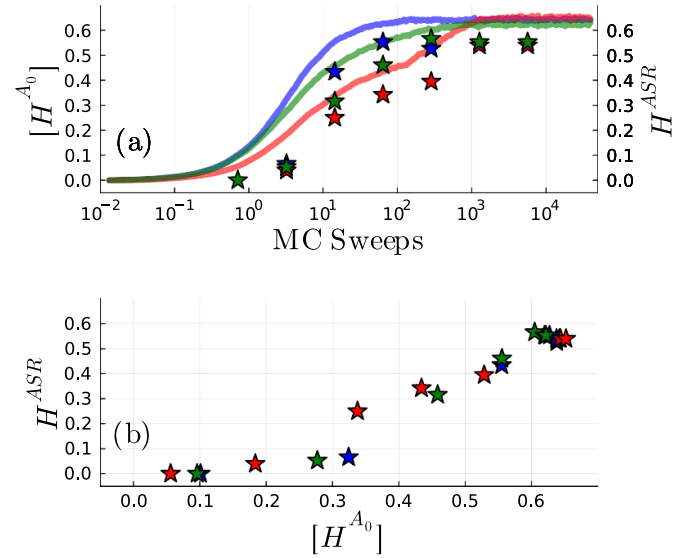 0.6 0.6
0.5 0.5
0.4 0.4
0.3 0.3
0.2 0.2
0.1 0.1
0.0 0.0
[H^{A_0}]
H^{ASR}
(a)
10^{-2} 10^{-1} 10^{0} 10^{1} 10^{2} 10^{3} 10^{4}
MC Sweeps
0.6
0.5
0.4
0.3
0.2
0.1
0.0
H^{ASR}
(b)
0.0 0.1 0.2 0.3 0.4 0.5 0.6
[H^{A_0}]